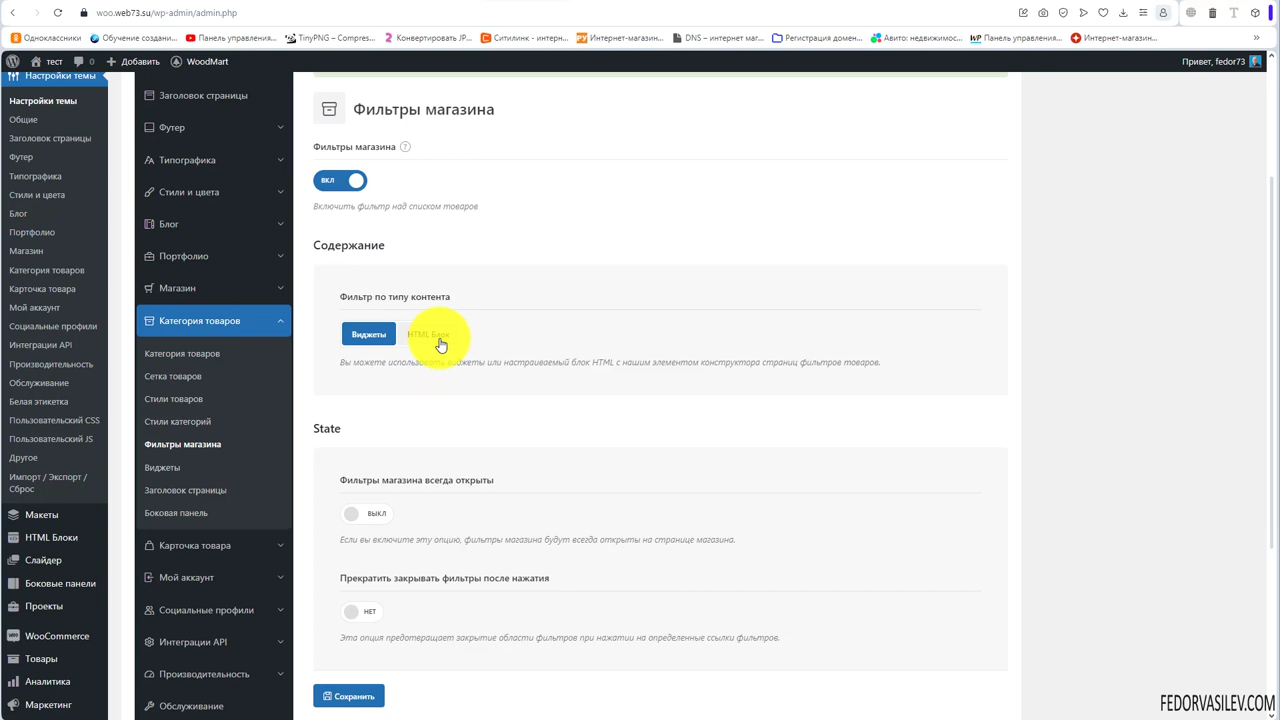 woo.web73.su/wp-admin/admin.php
Одноклассники
Обучение создани...
Панель управления...
TinyPNG – Compres...
Конвертировать JP...
Ситилинк - интерн...
Интернет-магазин...
DNS – интернет маг...
Регистрация домен...
Авито: недвижимос...
Панель управления...
Интернет-магазин...
тест
0
Добавить
WoodMart
Привет, fedor73
Настройки темы
Настройки темы
Общие
Заголовок страницы
Футер
Типографика
Стили и цвета
Блог
Портфолио
Магазин
Категория товаров
Карточка товара
Мой аккаунт
Социальные профили
Интеграции API
Производительность
Обслуживание
Белая этикетка
Пользовательский CSS
Пользовательский JS
Другое
Импорт / Экспорт /
Сброс
Макеты
HTML Блоки
Слайдер
Боковые панели
Проекты
WooCommerce
Товары
Аналитика
Маркетинг
Заголовок страницы
Футер
Типографика
Стили и цвета
Блог
Портфолио
Магазин
Категория товаров
Категория товаров
Сетка товаров
Стили товаров
Стили категорий
Фильтры магазина
Виджеты
Заголовок страницы
Боковая панель
Карточка товара
Мой аккаунт
Социальные профили
Интеграции API
Производительность
Обслуживание
Фильтры магазина
Фильтры магазина ?
ВКЛ
Включить фильтр над списком товаров
Содержание
Фильтр по типу контента
Виджеты HTML Блок
Вы можете использовать виджеты или настраиваемый блок HTML с нашим элементом конструктора страниц фильтров товаров.
State
Фильтры магазина всегда открыты
ВЫКЛ
Если вы включите эту опцию, фильтры магазина будут всегда открыты на странице магазина.
Прекратить закрывать фильтры после нажатия
НЕТ
Эта опция предотвращает закрытие области фильтров при нажатии на определенные ссылки фильтров.
Сохранить
FEDORVASILEV.COM